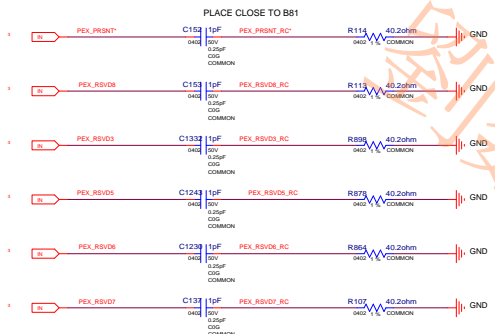 PLACE CLOSE TO B81
IN PEX_PRSNT* C152 1pF PEX_PRSNT_RC* R114 40.2ohm GND
0402 50V 0402 1 % COMMON
0.25pF
C0G
COMMON
IN PEX_RSVD8 C153 1pF PEX_RSVD8_RC R113 40.2ohm GND
0402 50V 0402 1 % COMMON
0.25pF
C0G
COMMON
IN PEX_RSVD3 C1332 1pF PEX_RSVD3_RC R898 40.2ohm GND
0402 50V 0402 1 % COMMON
0.25pF
C0G
COMMON
IN PEX_RSVD5 C1243 1pF PEX_RSVD5_RC R878 40.2ohm GND
0402 50V 0402 1 % COMMON
0.25pF
C0G
COMMON
IN PEX_RSVD6 C1230 1pF PEX_RSVD6_RC R864 40.2ohm GND
0402 50V 0402 1 % COMMON
0.25pF
C0G
COMMON
IN PEX_RSVD7 C137 1pF PEX_RSVD7_RC R107 40.2ohm GND
0402 50V 0402 1 % COMMON
0.25pF
C0G
COMMON